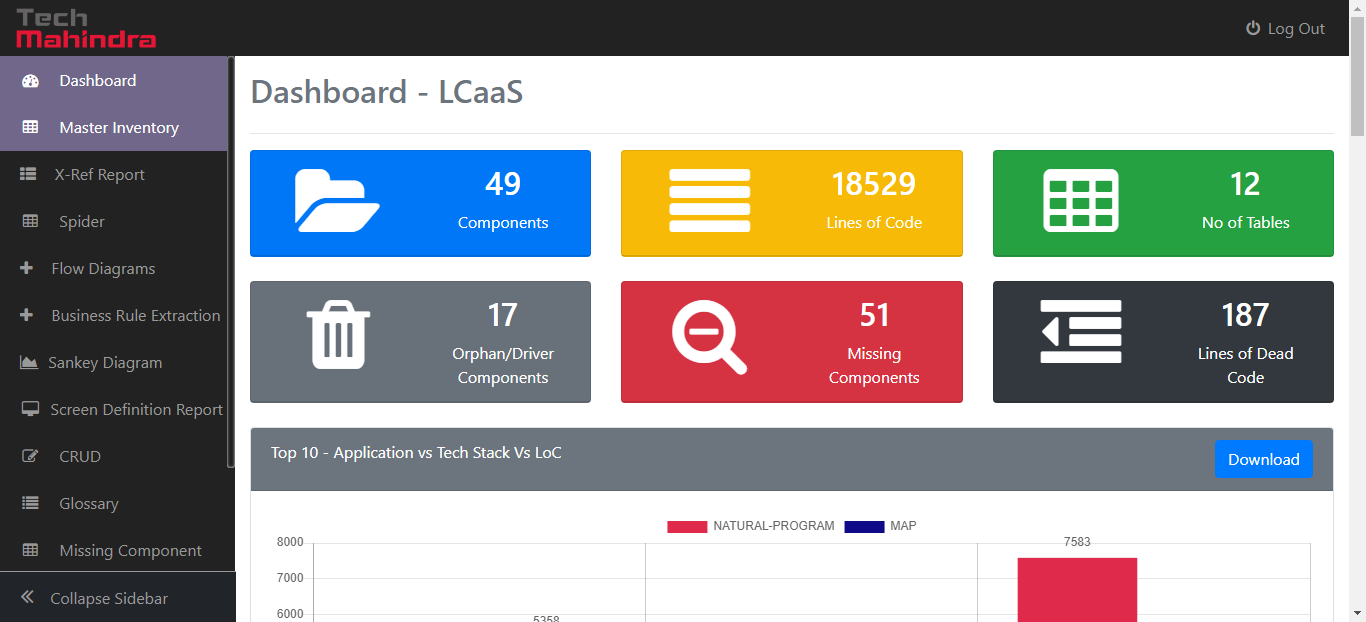 Tech
Mahindra
Log Out
Dashboard
Master Inventory
X-Ref Report
Spider
Flow Diagrams
Business Rule Extraction
Sankey Diagram
Screen Definition Report
CRUD
Glossary
Missing Component
Collapse Sidebar
Dashboard - LCaaS
49
Components
18529
Lines of Code
12
No of Tables
17
Orphan/Driver
Components
51
Missing
Components
187
Lines of Dead
Code
Top 10 - Application vs Tech Stack Vs LoC
Download
NATURAL-PROGRAM MAP
8000
7583
7000
6000
5358